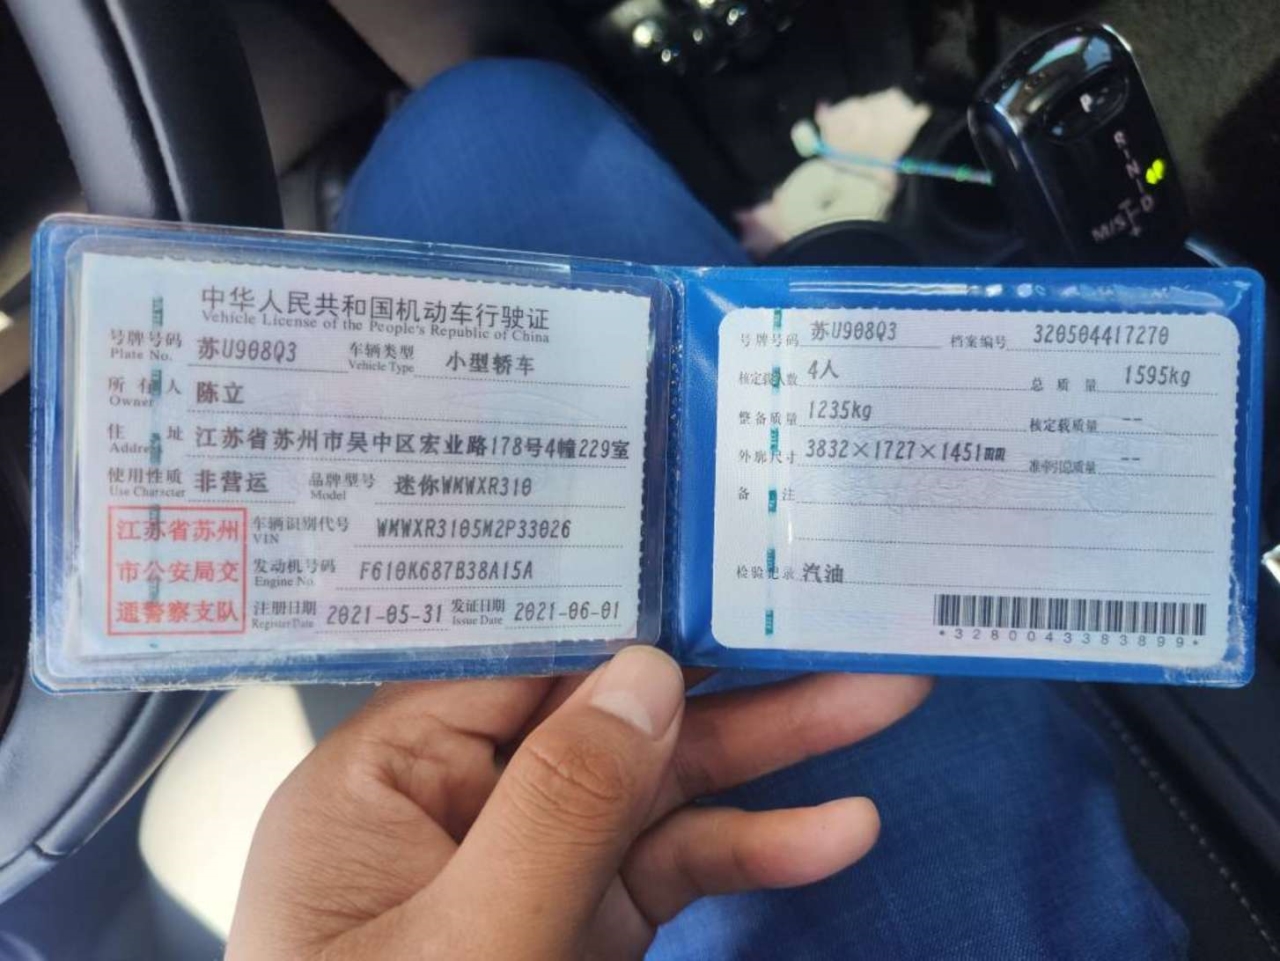 中华人民共和国机动车行驶证
Vehicle License of the People's Republic of China
号牌号码 苏U908Q3 车辆类型 小型轿车
Plate No. Vehicle Type
所有人 陈立
Owner
住址 江苏省苏州市吴中区宏业路178号4幢229室
Address
使用性质 非营运 品牌型号 迷你WMWXR310
Use Character Model
江苏省苏州
市公安局交
通警察支队
车辆识别代号 WMWXR3105M2P33026
VIN
发动机号码 F610K687B38A15A
Engine No.
注册日期 2021-05-31 发证日期 2021-06-01
Register Date Issue Date
号牌号码 苏U908Q3 档案编号 320504417270
核定载人数 4人 总质量 1595kg
整备质量 1235kg 核定载质量 --
外廓尺寸 3832×1727×1451mm 准牵引总质量 --
备注
检验记录 汽油
*3280043383899*
P
R
N
D
M/S
+